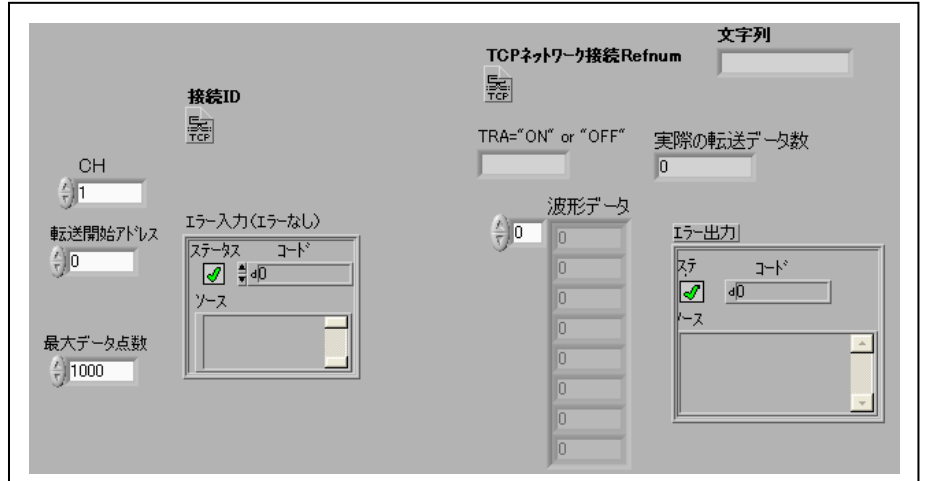 文字列
TCPネットワーク接続Refnum
TCP
接続ID
TCP
TRA="ON" or "OFF"
実際の転送データ数
0
CH
1
波形データ
0
0
0
0
0
0
0
0
0
転送開始アドレス
0
エラー入力(エラーなし)
ステータス コード
d0
ソース
エラー出力
ステ コード
d0
ース
最大データ点数
1000